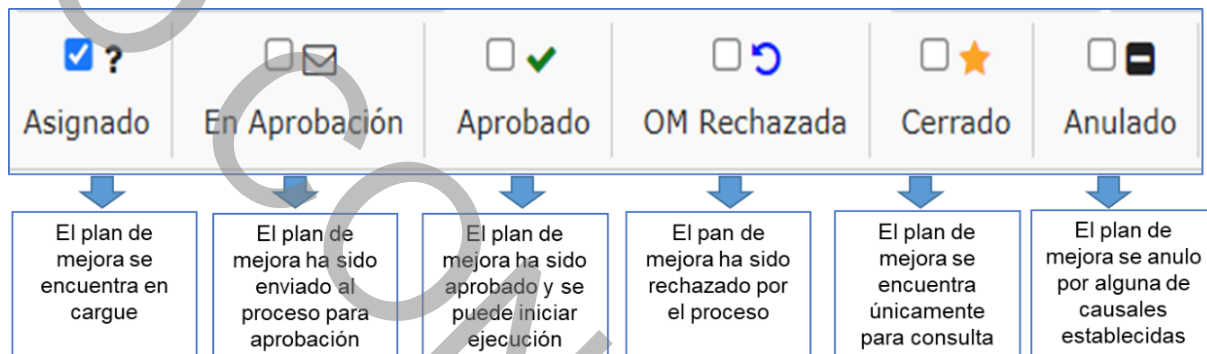 ?
Asignado
En Aprobación
Aprobado
OM Rechazada
Cerrado
Anulado
El plan de
mejora se
encuentra en
cargue
El plan de
mejora ha sido
enviado al
proceso para
aprobación
El plan de
mejora ha sido
aprobado y se
puede iniciar
ejecución
El pan de
mejora ha sido
rechazado por
el proceso
El plan de
mejora se
encuentra
únicamente
para consulta
El plan de
mejora se anulo
por alguna de
causales
establecidas